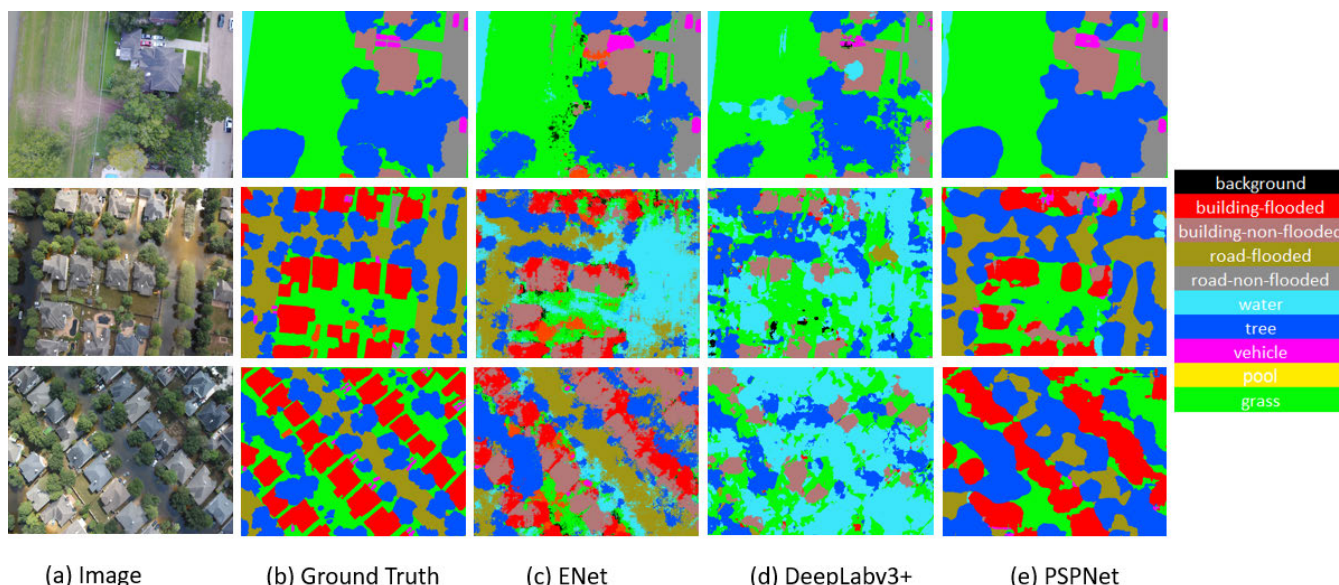 background
building-flooded
building-non-flooded
road-flooded
road-non-flooded
water
tree
vehicle
pool
grass
(a) Image (b) Ground Truth (c) ENet (d) DeepLabv3+ (e) PSPNet